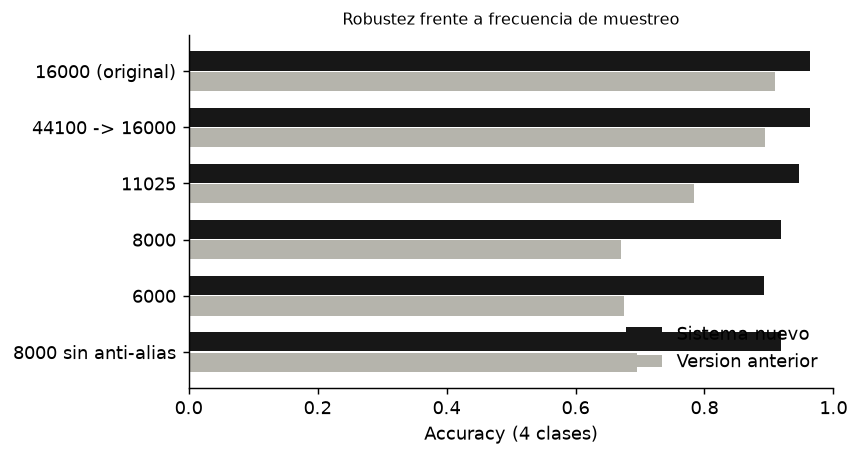 Robustez frente a frecuencia de muestreo
16000 (original)
44100 -> 16000
11025
8000
6000
8000 sin anti-alias
Sistema nuevo
Version anterior
0.0 0.2 0.4 0.6 0.8 1.0
Accuracy (4 clases)